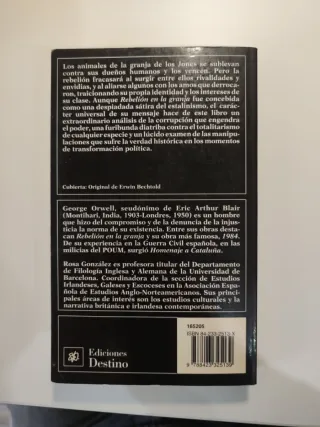 Los animales de la granja de los Jones se sublevan
contra sus dueños humanos y los vencen. Pero la
rebelión fracasará al surgir entre ellos rivalidades y
envidias, y al aliarse algunos con los amos que derroca-
ron, traicionando su propia identidad y los intereses de
su clase. Aunque Rebelión en la granja fue concebida
como una despiadada sátira del estalinismo, el carác-
ter universal de su mensaje hace de este libro un
extraordinario análisis de la corrupción que engendra
el poder, una furibunda diatriba contra el totalitarismo
de cualquier especie y un lúcido examen de las manipu-
laciones que sufre la verdad histórica en los momentos
de transformación política.
Cubierta: Original de Erwin Bechtold
George Orwell, seudónimo de Eric Arthur Blair
(Montihari, India, 1903-Londres, 1950) es un hombre
que hizo del compromiso y de la denuncia de la injus-
ticia la norma de su existencia. Entre sus obras desta-
can Rebelión en la granja y su obra más famosa, 1984.
De su experiencia en la Guerra Civil española, en las
milicias del POUM, surgió Homenaje a Cataluña.
Rosa González es profesora titular del Departamento
de Filología Inglesa y Alemana de la Universidad de
Barcelona. Coordinadora de la sección de Estudios
Irlandeses, Galeses y Escoceses en la Asociación Espa-
ñola de Estudios Anglo-Norteamericanos. Sus princi-
pales áreas de interés son los estudios culturales y la
narrativa británica e irlandesa contemporáneas.
Ediciones
Destino
165205